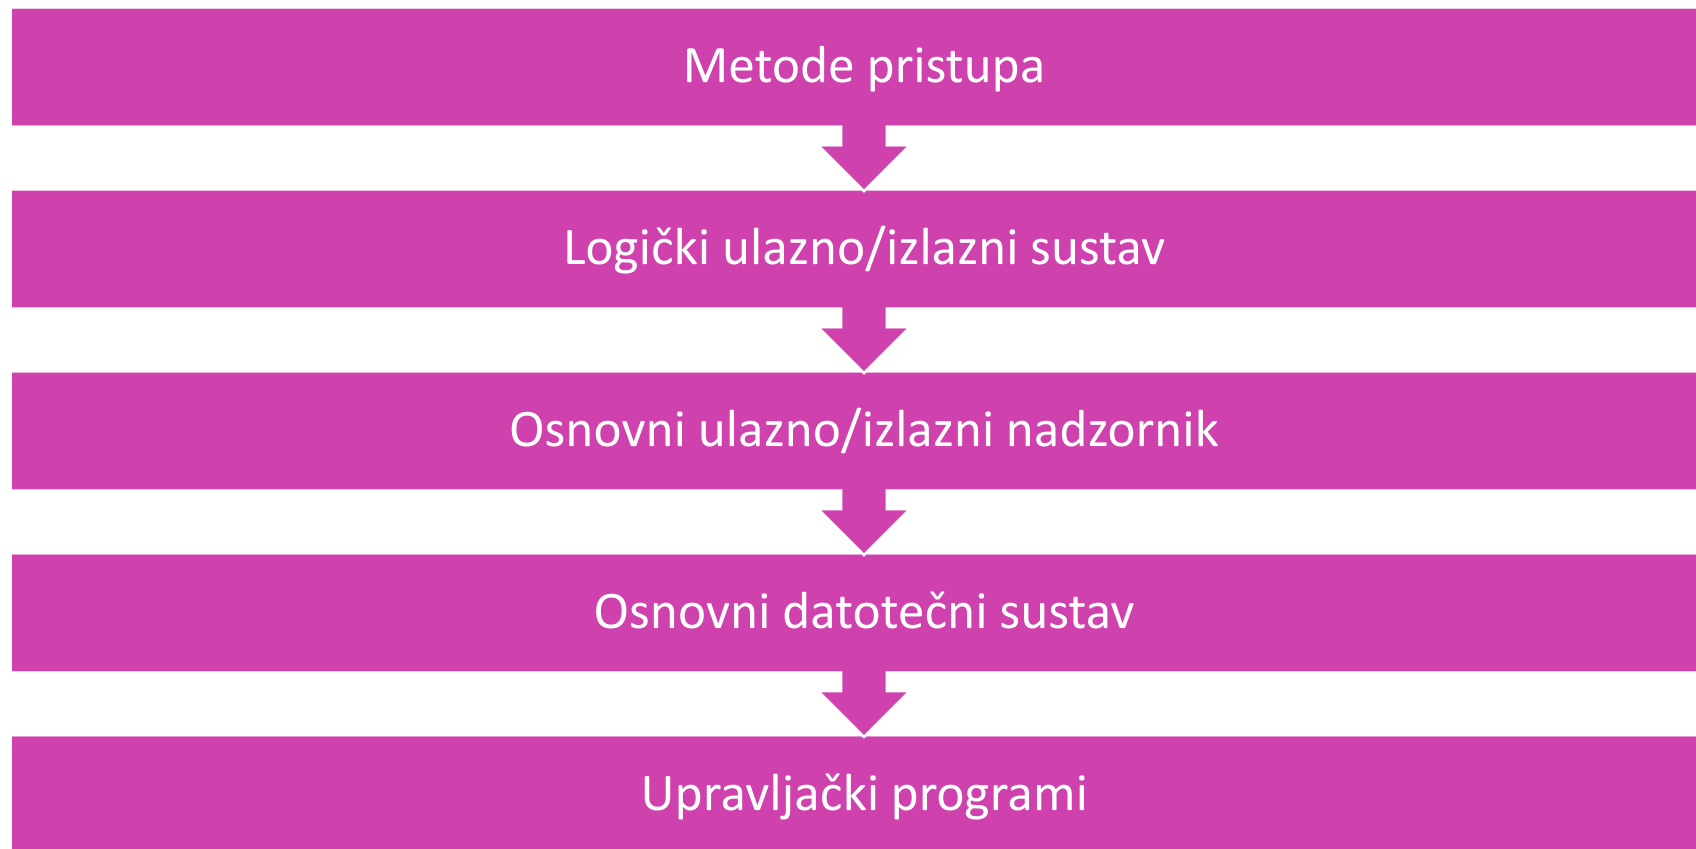 Metode pristupa
Logički ulazno/izlazni sustav
Osnovni ulazno/izlazni nadzornik
Osnovni datotečni sustav
Upravljački programi